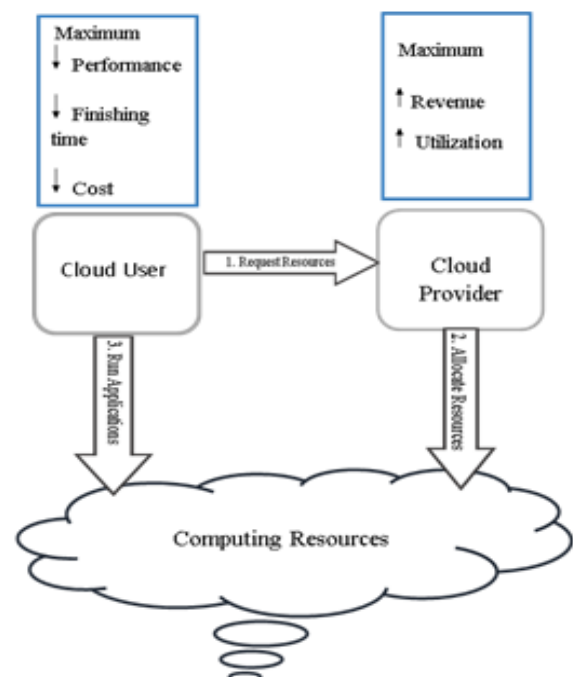 Maximum
↓ Performance
↓ Finishing
time
↓ Cost
Maximum
↑ Revenue
↑ Utilization
Cloud User
1. Request Resources
Cloud
Provider
3. Run Applications
2. Allocate Resources
Computing Resources